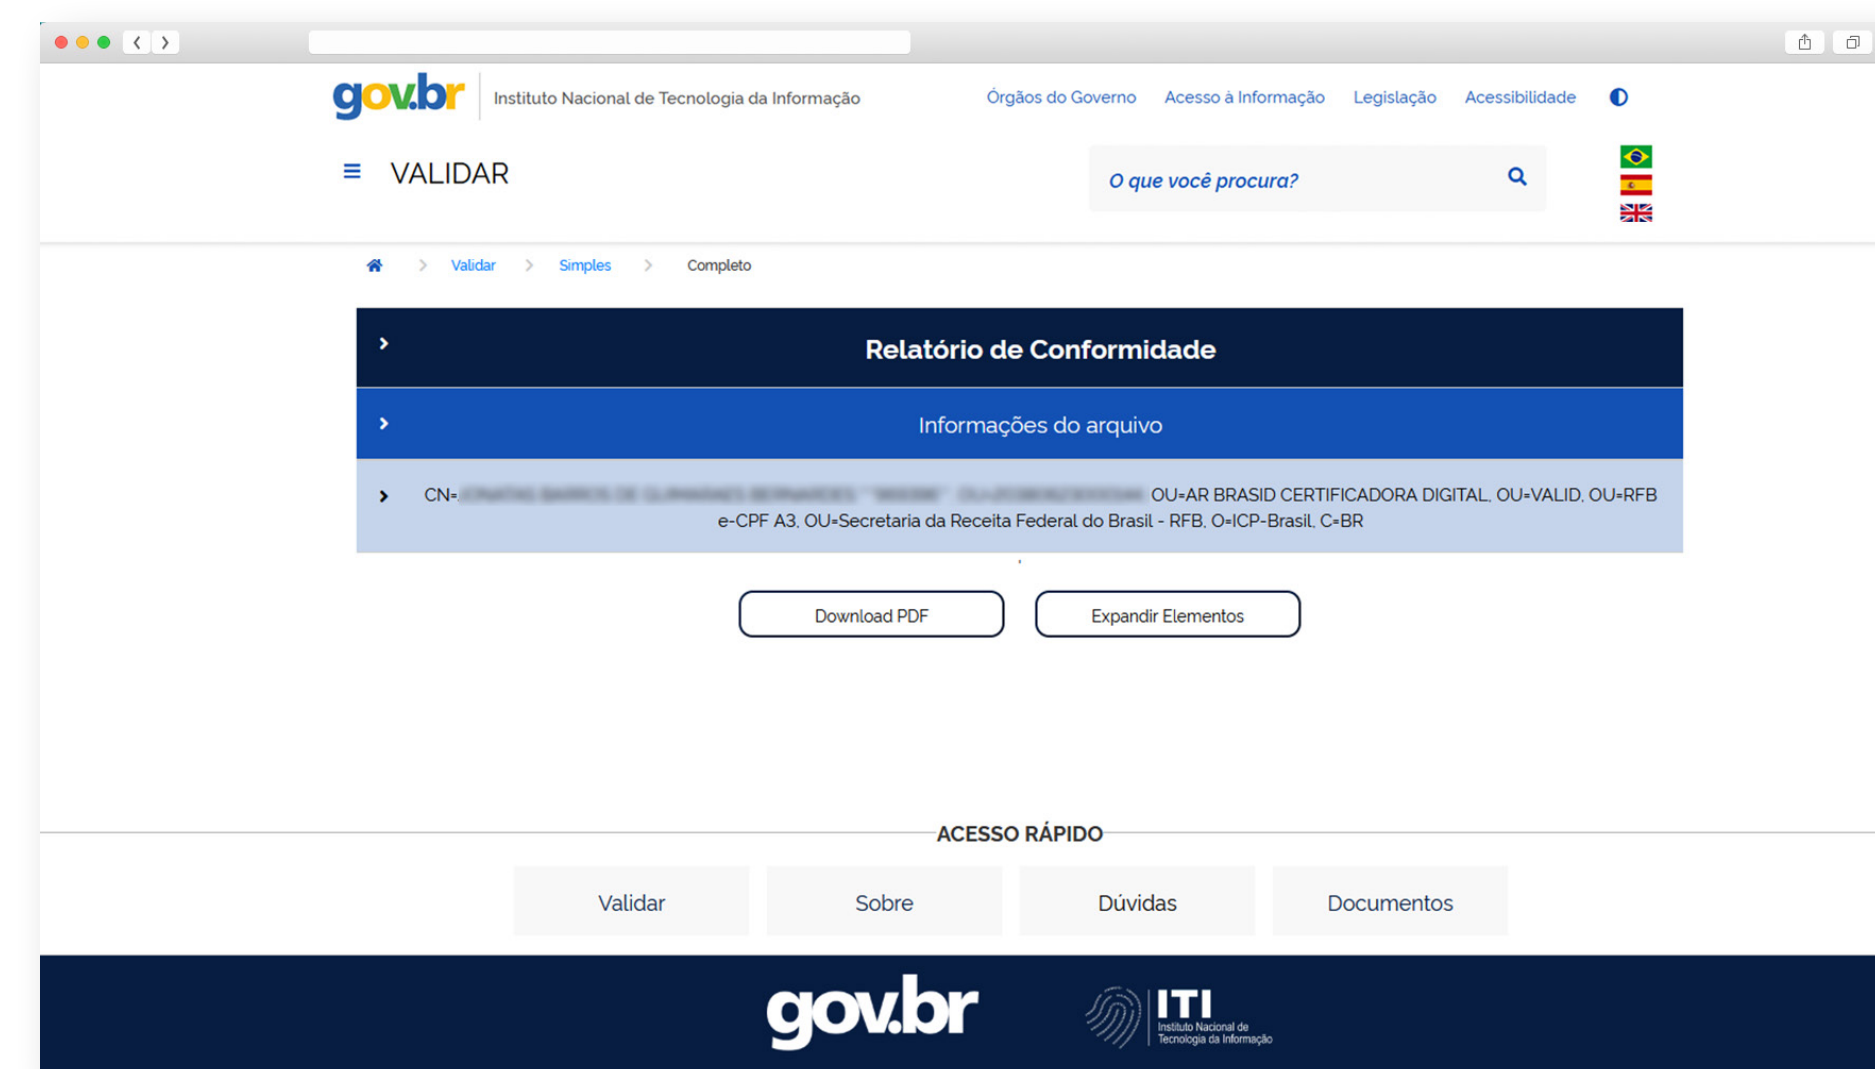 gov.br Instituto Nacional de Tecnologia da Informação Órgãos do Governo Acesso à Informação Legislação Acessibilidade
VALIDAR O que você procura?
Validar Simples Completo
Relatório de Conformidade
Informações do arquivo
CN= OU=AR BRASID CERTIFICADORA DIGITAL, OU=VALID, OU=RFB
e-CPF A3, OU=Secretaria da Receita Federal do Brasil - RFB, O=ICP-Brasil, C=BR
Download PDF Expandir Elementos
ACESSO RÁPIDO
Validar Sobre Dúvidas Documentos
gov.br ITI
Instituto Nacional de
Tecnologia da Informação